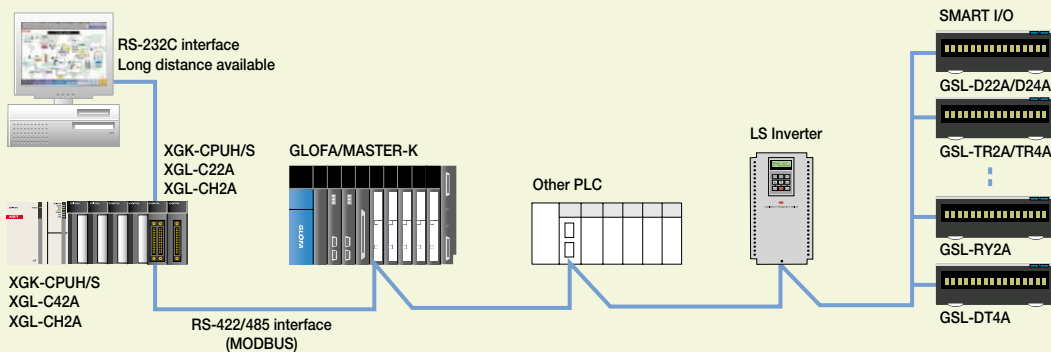 RS-232C interface
Long distance available
XGK-CPUH/S
XGL-C22A
XGL-CH2A
XGK-CPUH/S
XGL-C42A
XGL-CH2A
RS-422/485 interface
(MODBUS)
GLOFA/MASTER-K
GLOFA
Other PLC
LS Inverter
SMART I/O
GSL-D22A/D24A
GSL-TR2A/TR4A
GSL-RY2A
GSL-DT4A